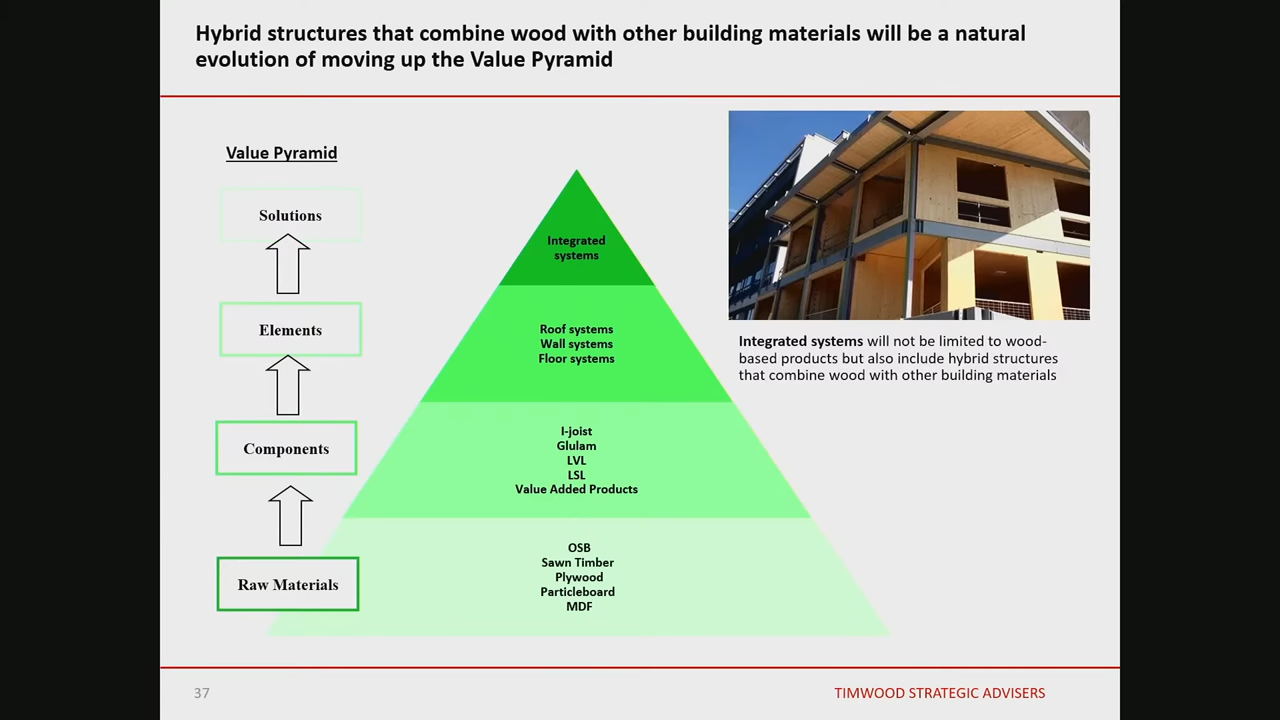 Hybrid structures that combine wood with other building materials will be a natural
evolution of moving up the Value Pyramid
Value Pyramid
Solutions
Elements
Components
Raw Materials
Integrated
systems
Roof systems
Wall systems
Floor systems
I-joist
Glulam
LVL
LSL
Value Added Products
OSB
Sawn Timber
Plywood
Particleboard
MDF
Integrated systems will not be limited to wood-
based products but also include hybrid structures
that combine wood with other building materials
37
TIMWOOD STRATEGIC ADVISERS